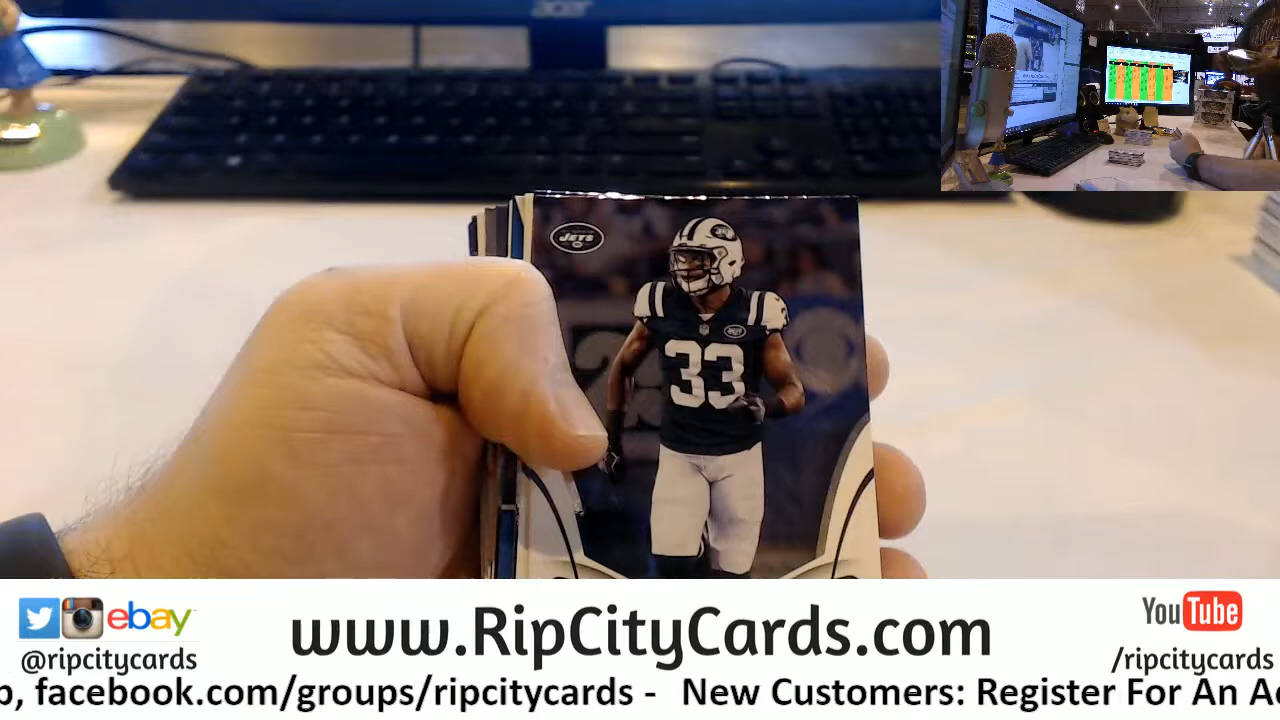 acer
JETS
33
www.RipCityCards.com
ebay
@ripcitycards
YouTube
/ripcitycards
o, facebook.com/groups/ripcitycards - New Customers: Register For An Ac